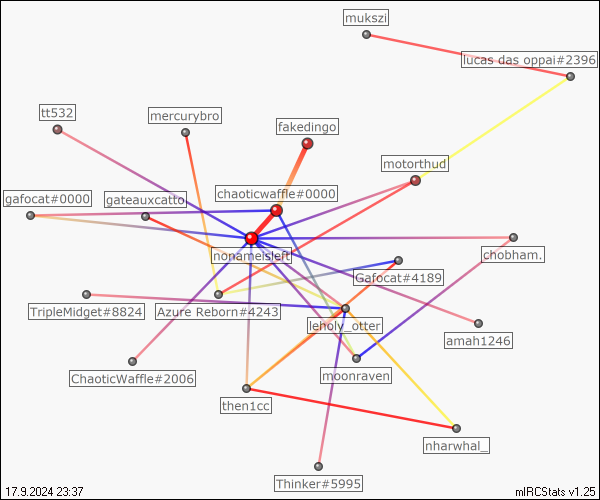 mukszi
lucas das oppai#2396
tt532
mercurybro
fakedingo
motorthud
gafocat#0000
gateauxcatto
chaoticwaffle#0000
nonameisleft
chobham.
Gafocat#4189
TripleMidget#8824
Azure Reborn#4243
leholy_otter
amah1246
ChaoticWaffle#2006
moonraven
then1cc
nharwhal_
Thinker#5995
17.9.2024 23:37
mIRCStats v1.25